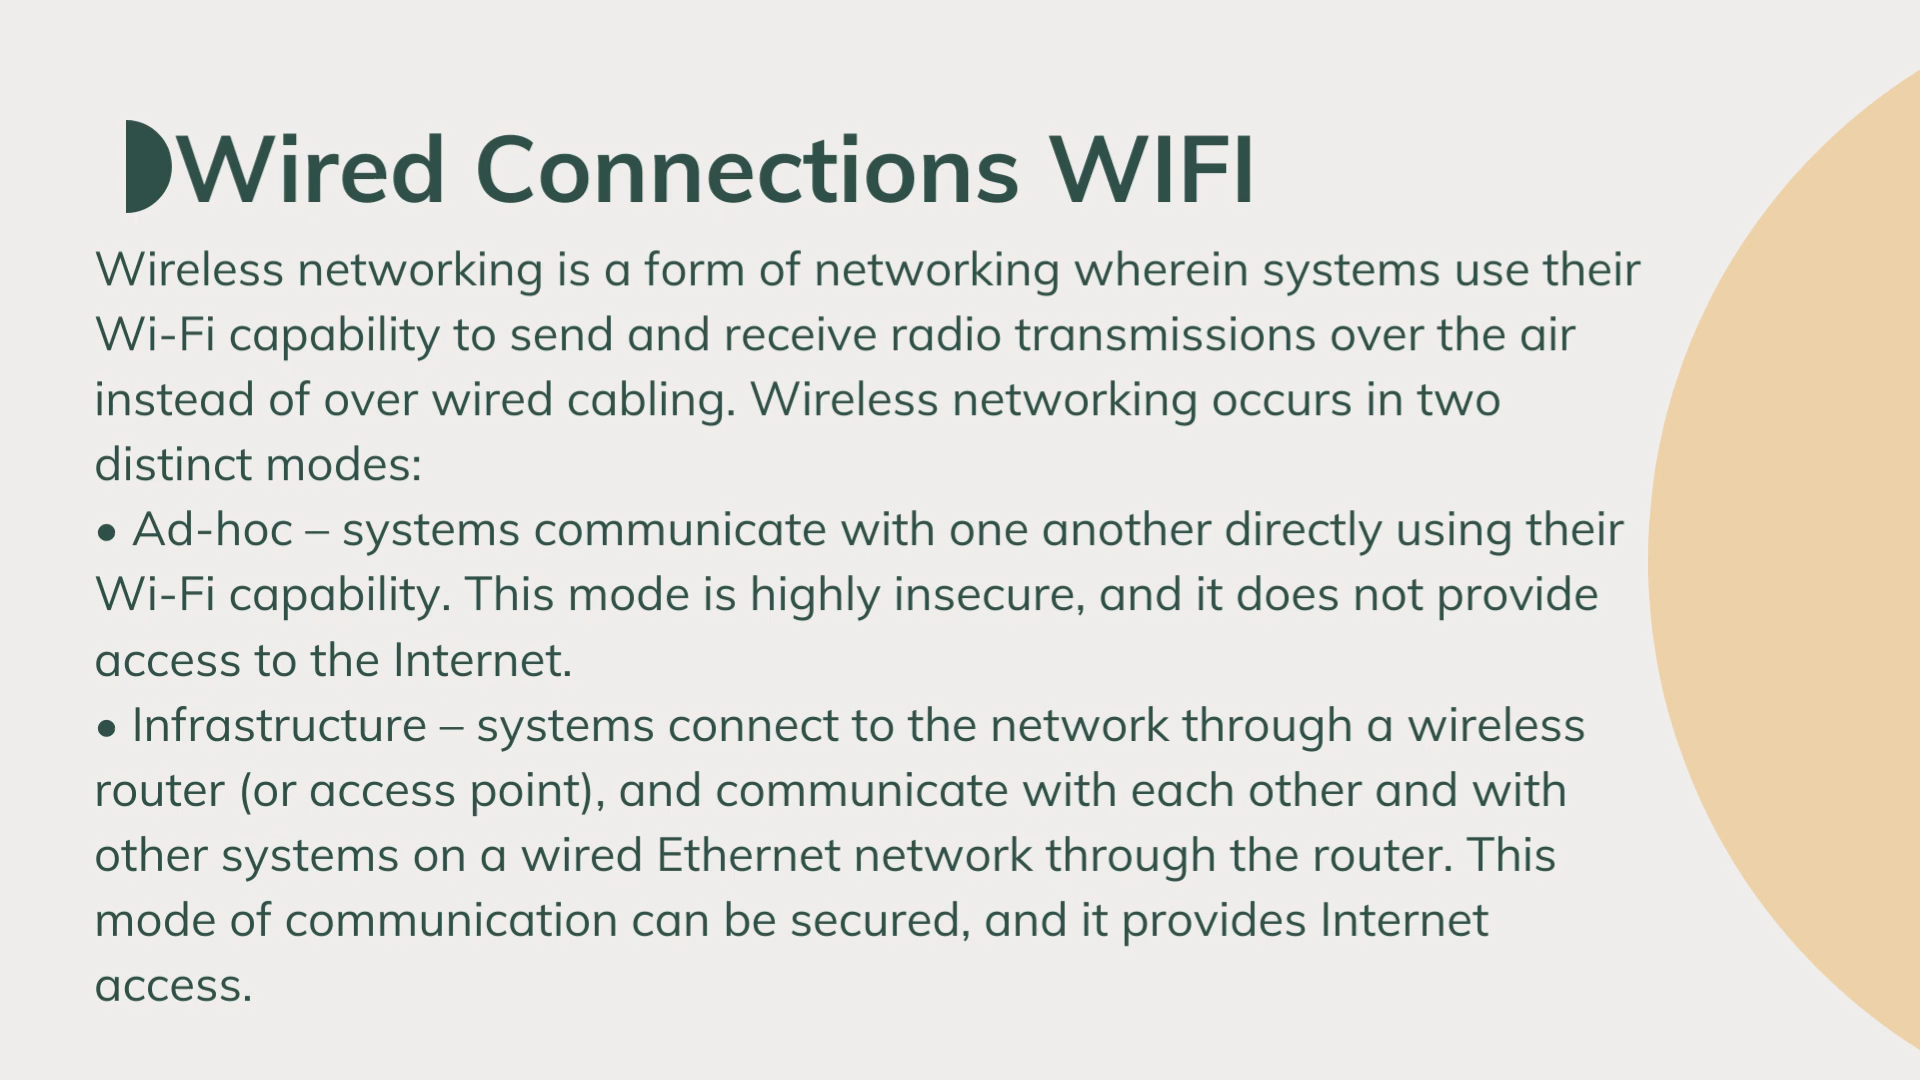 Wired Connections WIFI
Wireless networking is a form of networking wherein systems use their
Wi-Fi capability to send and receive radio transmissions over the air
instead of over wired cabling. Wireless networking occurs in two
distinct modes:
• Ad-hoc – systems communicate with one another directly using their
Wi-Fi capability. This mode is highly insecure, and it does not provide
access to the Internet.
• Infrastructure – systems connect to the network through a wireless
router (or access point), and communicate with each other and with
other systems on a wired Ethernet network through the router. This
mode of communication can be secured, and it provides Internet
access.